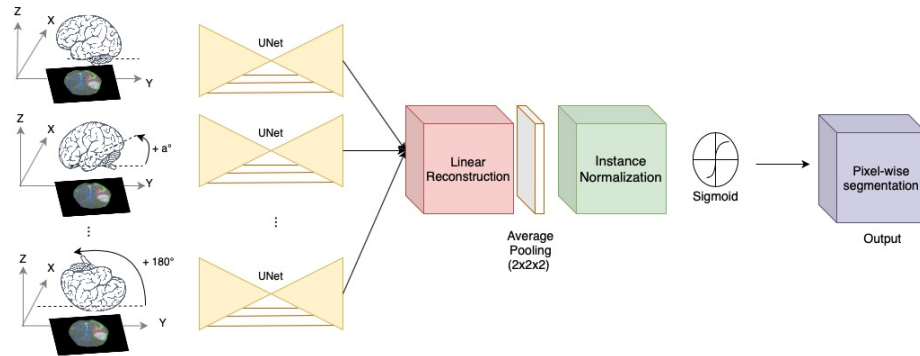 Z
X
Y
UNet
Z
X
+ a°
Y
UNet
⋮
⋮
Z
X
+ 180°
Y
UNet
Linear
Reconstruction
Average
Pooling
(2x2x2)
Instance
Normalization
Sigmoid
Pixel-wise
segmentation
Output